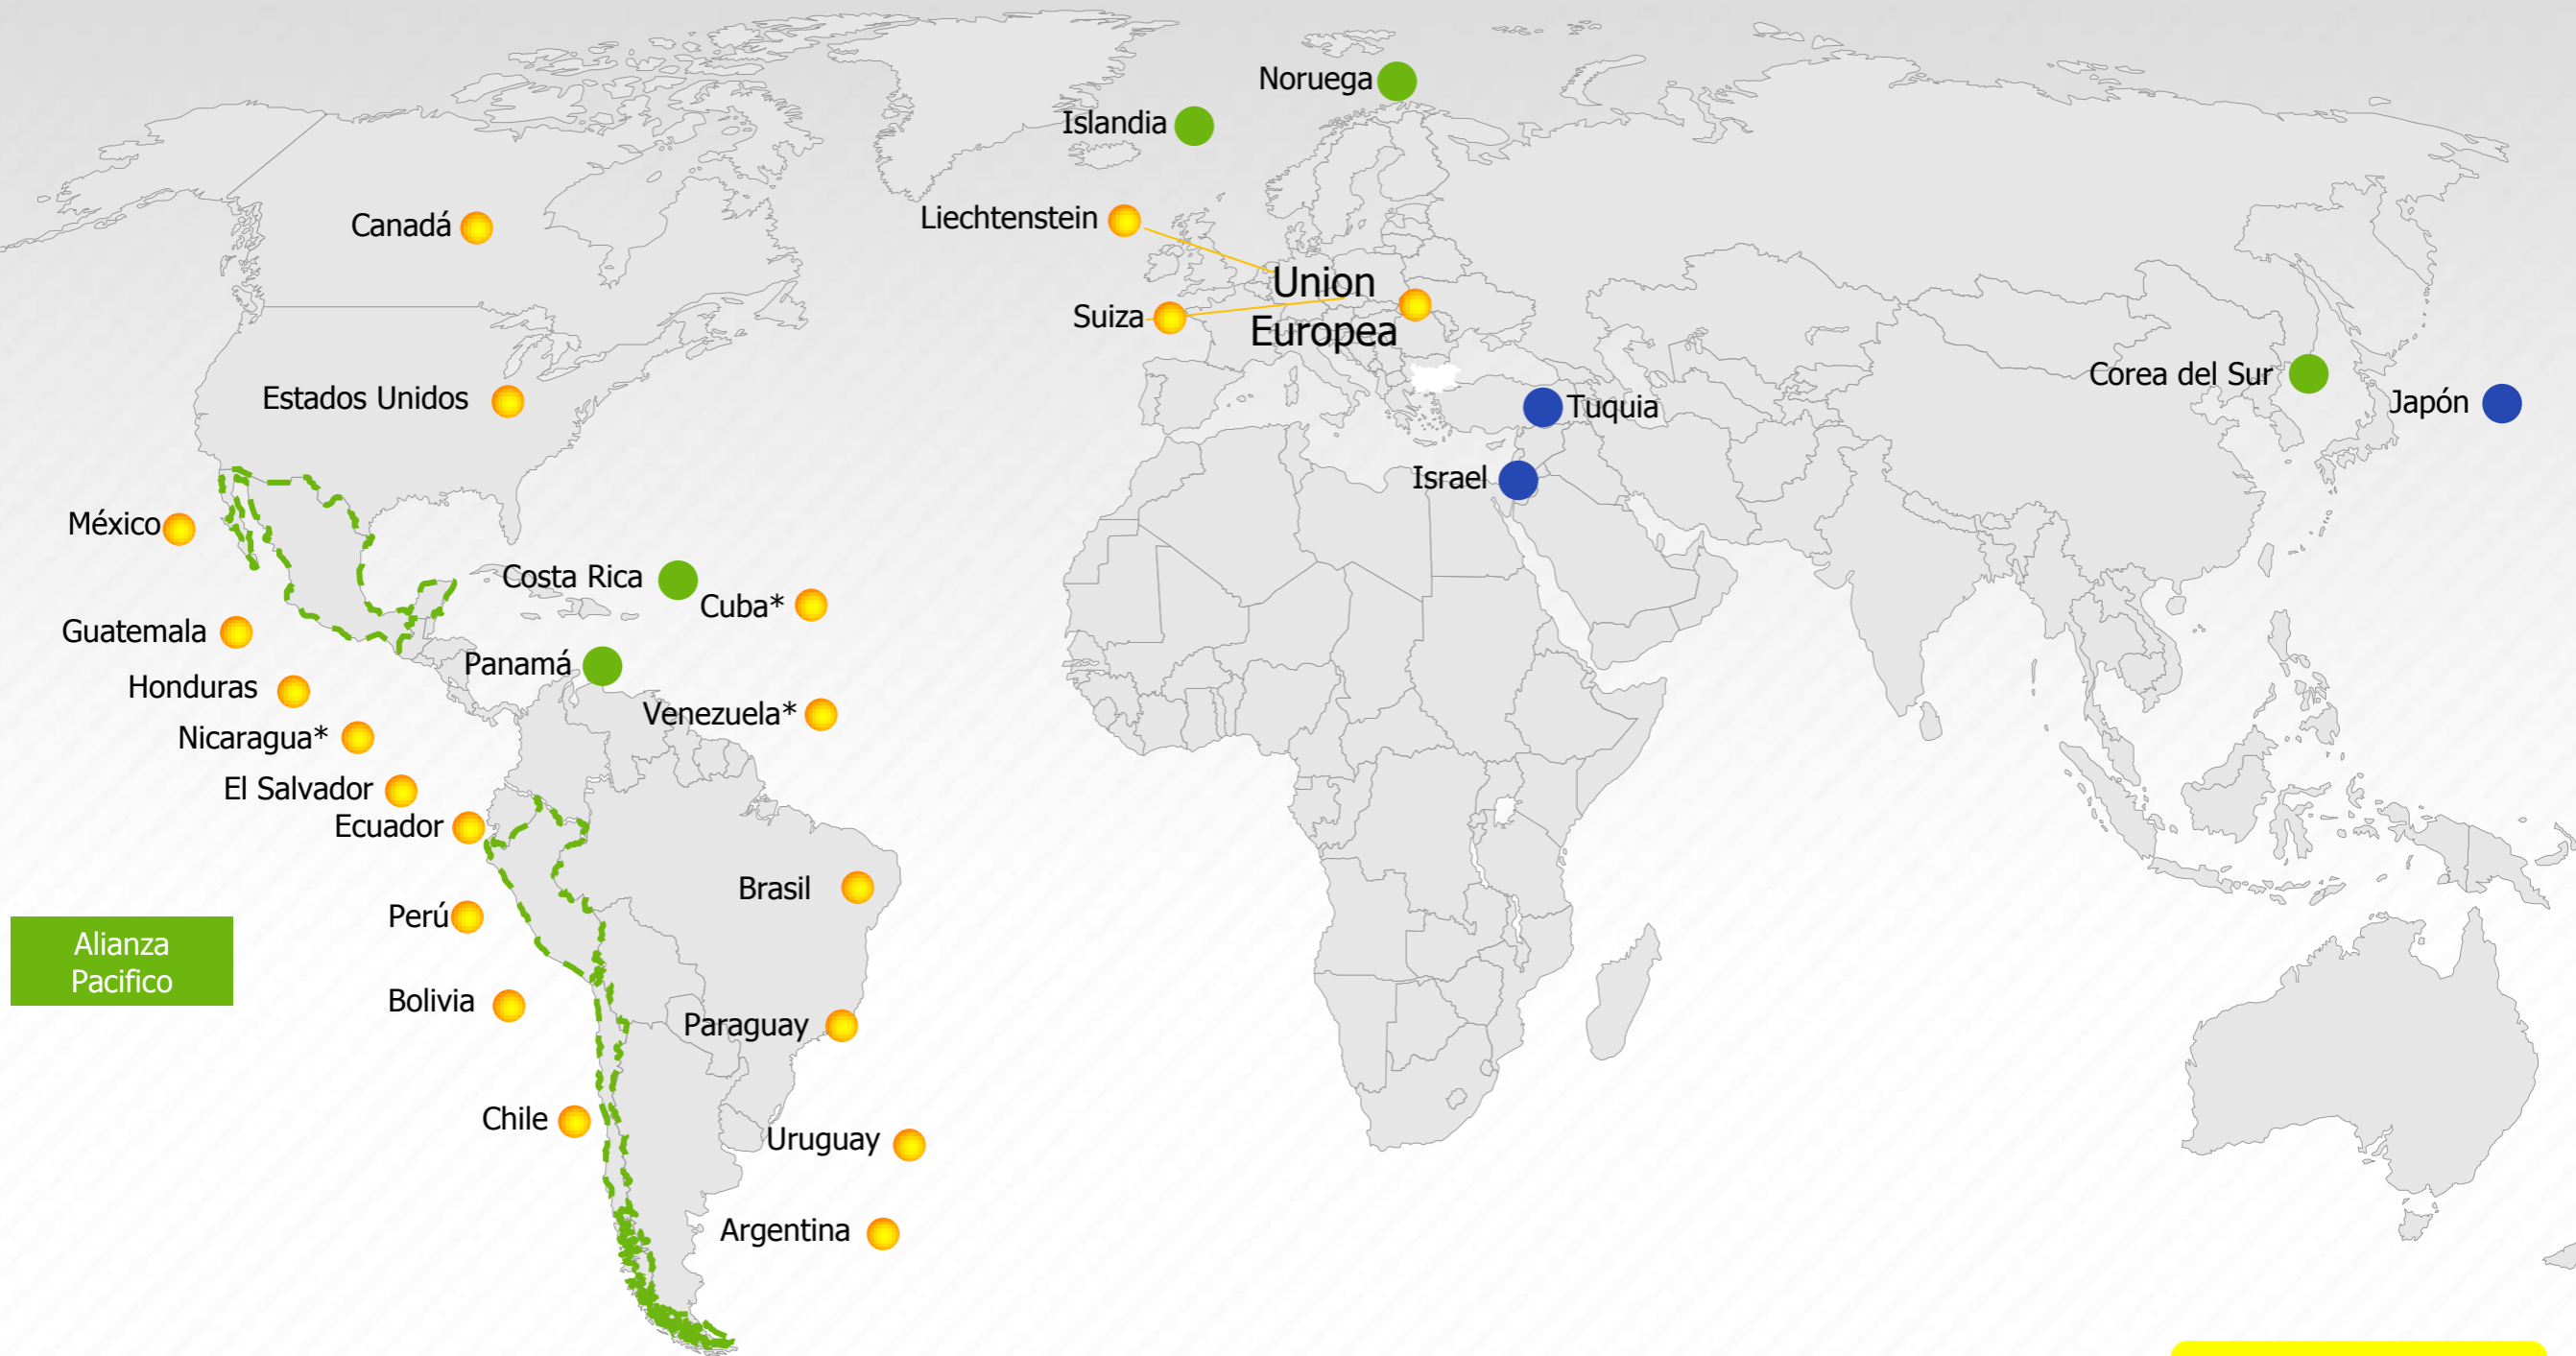 Noruega
Islandia
Liechtenstein
Canadá
Union
Europea
Suiza
Corea del Sur
Estados Unidos
Japón
Tuquia
Israel
México
Costa Rica
Cuba*
Guatemala
Panamá
Honduras
Venezuela*
Nicaragua*
El Salvador
Ecuador
Brasil
Perú
Alianza
Pacifico
Bolivia
Paraguay
Chile
Uruguay
Argentina